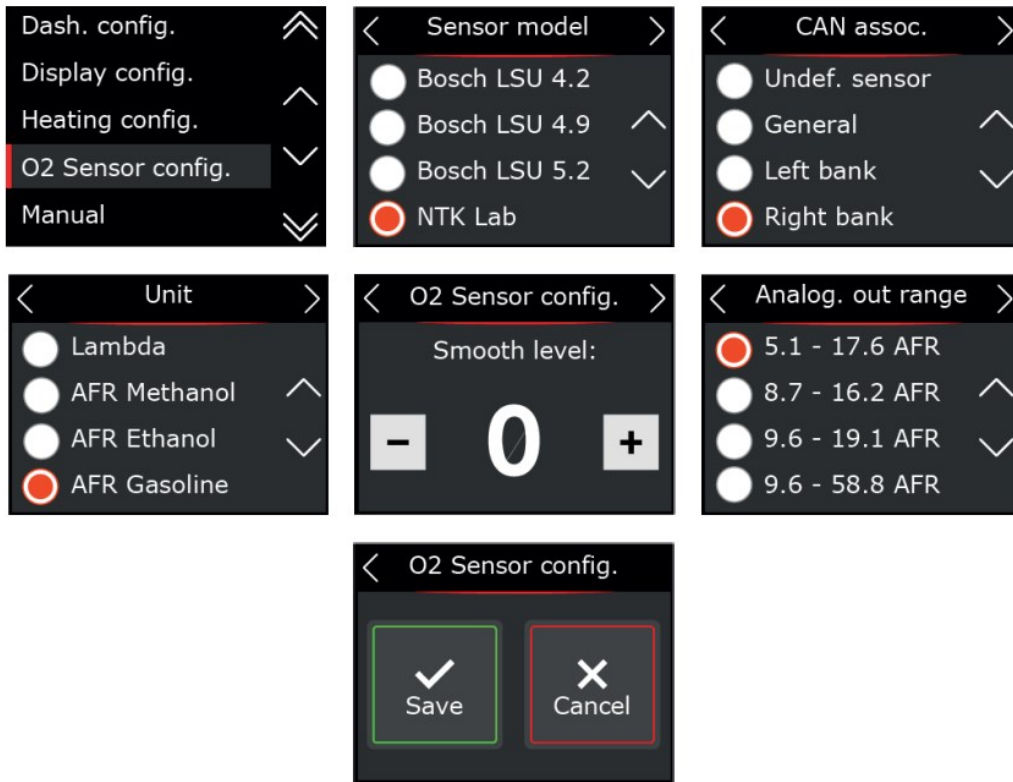 Dash. config.
Display config.
Heating config.
O2 Sensor config.
Manual
Sensor model
Bosch LSU 4.2
Bosch LSU 4.9
Bosch LSU 5.2
NTK Lab
CAN assoc.
Undef. sensor
General
Left bank
Right bank
Unit
Lambda
AFR Methanol
AFR Ethanol
AFR Gasoline
O2 Sensor config.
Smooth level:
- 0 +
Analog. out range
5.1 - 17.6 AFR
8.7 - 16.2 AFR
9.6 - 19.1 AFR
9.6 - 58.8 AFR
O2 Sensor config.
Save
Cancel